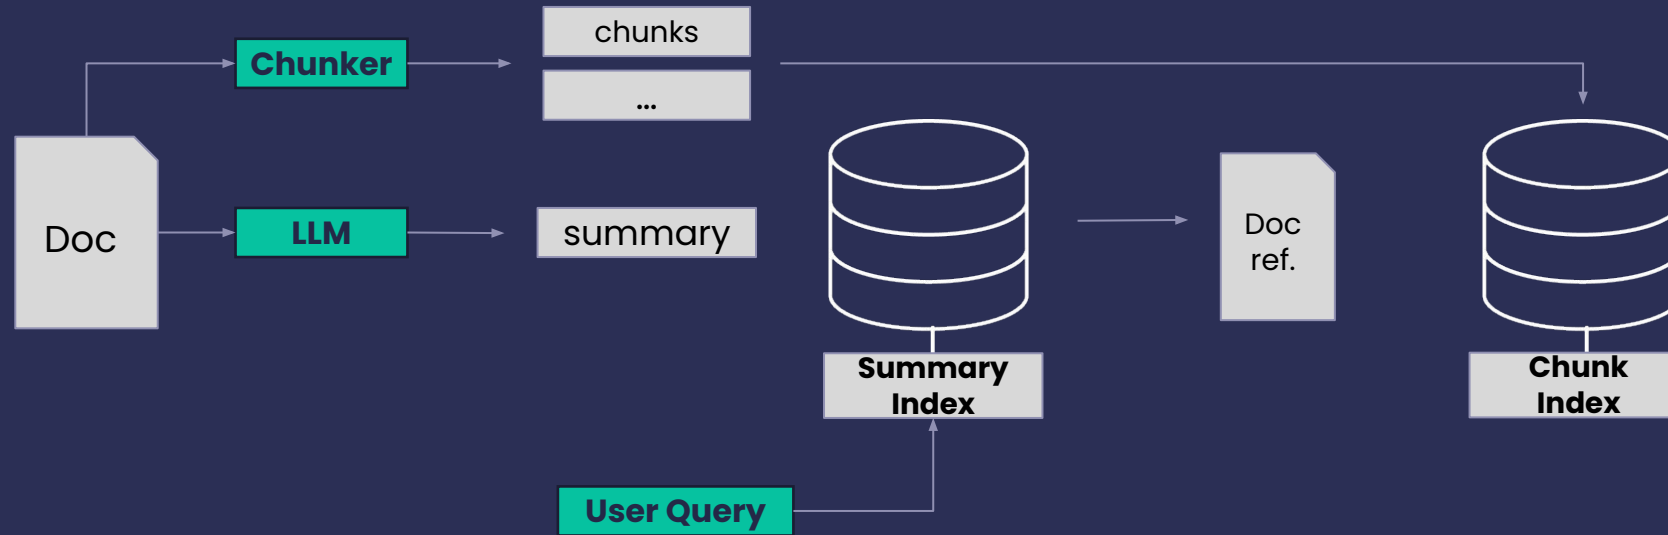 chunks
Chunker
...
Doc
LLM
summary
Doc
ref.
Summary
Index
Chunk
Index
User Query